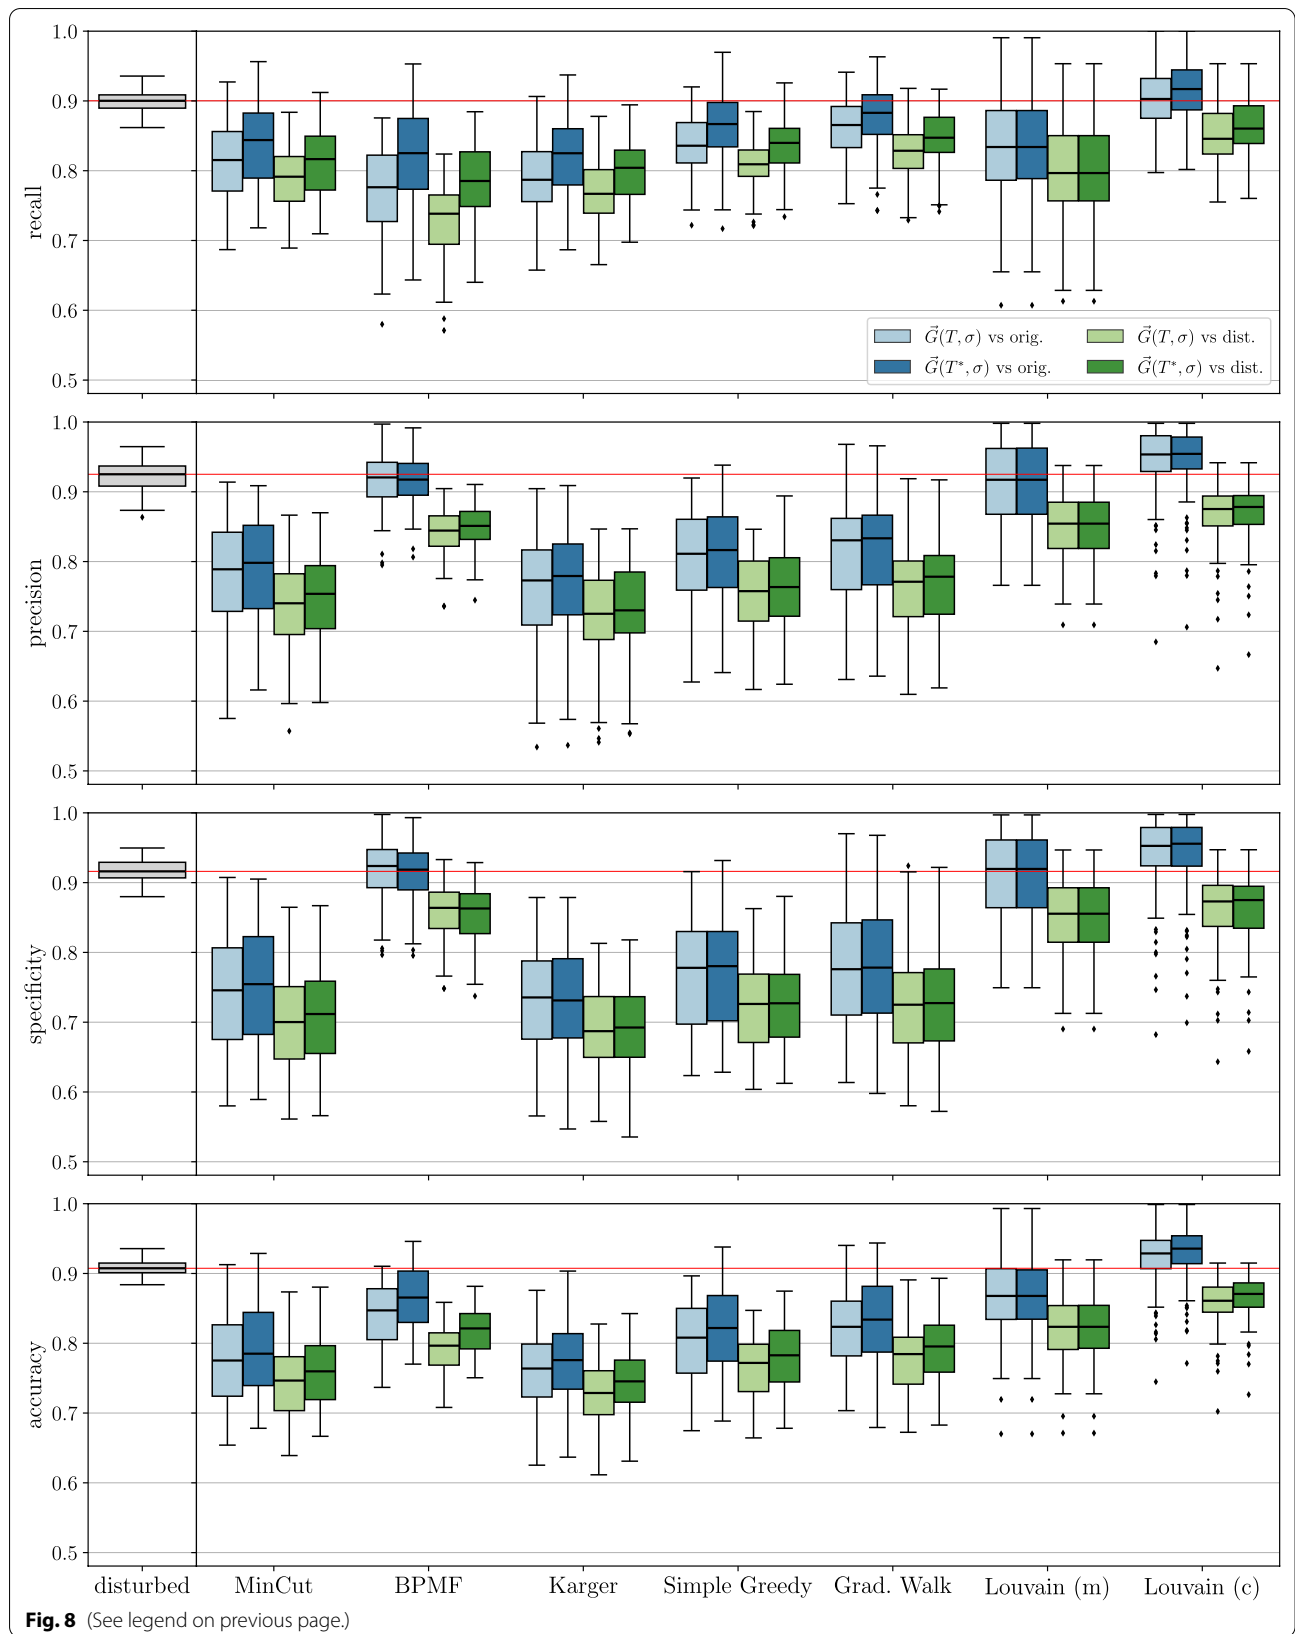 1.0
0.9
0.8
0.7
0.6
0.5
recall
G⃗(T, σ) vs orig.
G⃗(T*, σ) vs orig.
G⃗(T, σ) vs dist.
G⃗(T*, σ) vs dist.
1.0
0.9
0.8
0.7
0.6
0.5
precision
1.0
0.9
0.8
0.7
0.6
0.5
specificity
1.0
0.9
0.8
0.7
0.6
0.5
accuracy
disturbed MinCut BPMF Karger Simple Greedy Grad. Walk Louvain (m) Louvain (c)
Fig. 8 (See legend on previous page.)